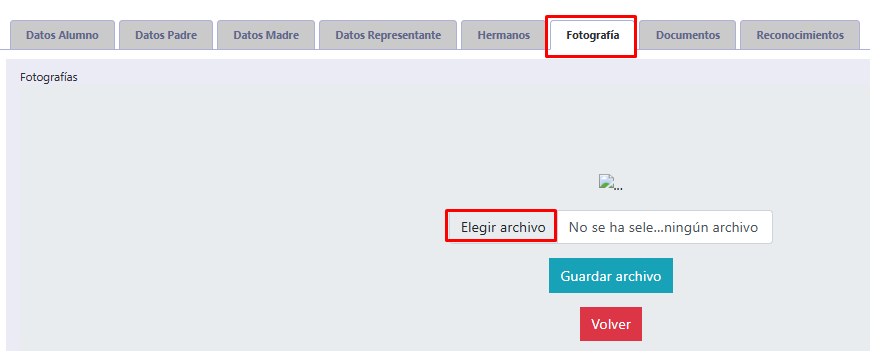 Datos Alumno Datos Padre Datos Madre Datos Representante Hermanos Fotografía Documentos Reconocimientos
Fotografías
...
Elegir archivo No se ha sele...ningún archivo
Guardar archivo
Volver